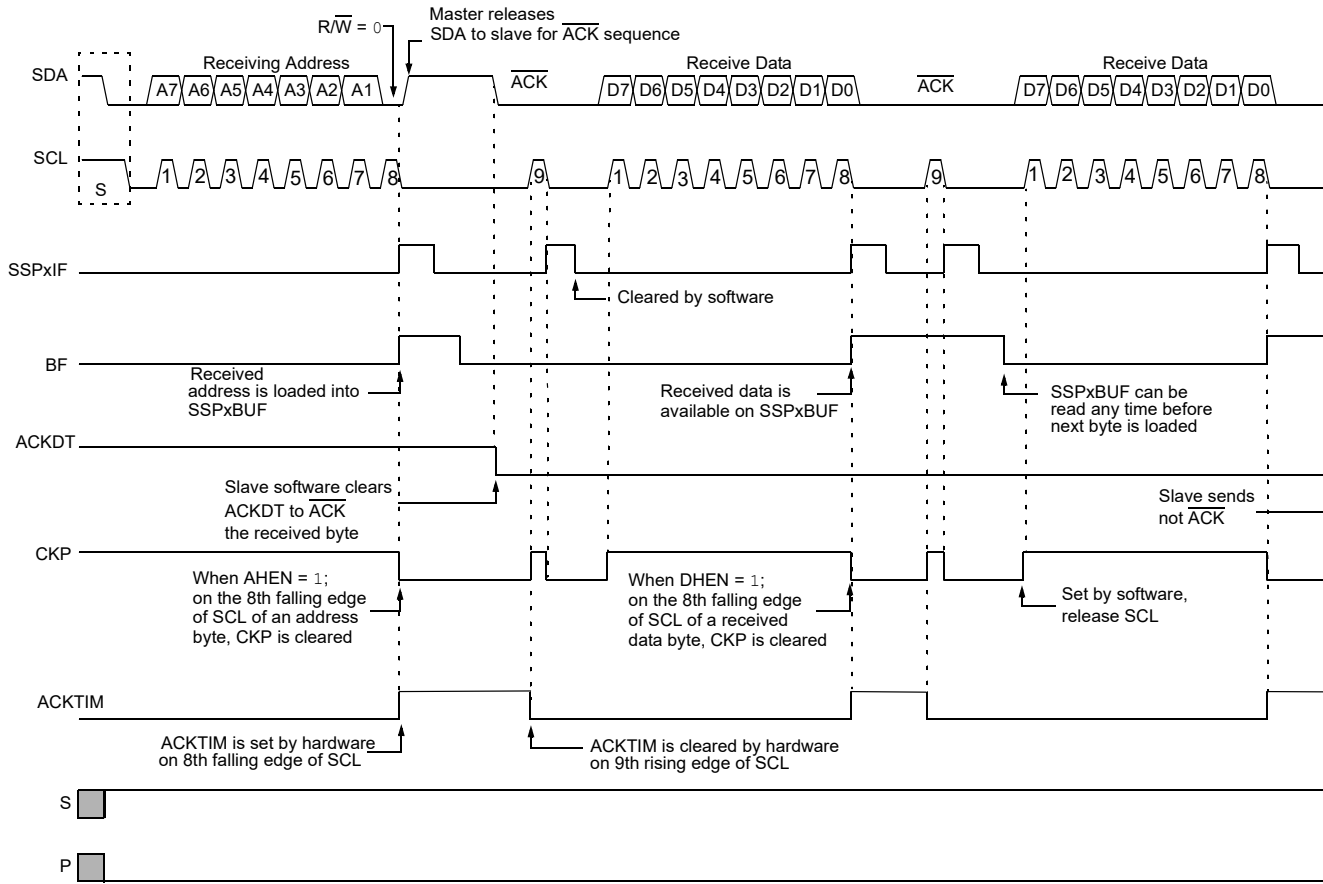 Master releases
SDA to slave for ACK sequence
R/W = 0
SDA
Receiving Address
ACK
Receive Data
ACK
Receive Data
A7 A6 A5 A4 A3 A2 A1
D7 D6 D5 D4 D3 D2 D1 D0
D7 D6 D5 D4 D3 D2 D1 D0
SCL
S
1 2 3 4 5 6 7 8
9
1 2 3 4 5 6 7 8
9
1 2 3 4 5 6 7 8
SSPxIF
Cleared by software
BF
Received
address is loaded into
SSPxBUF
Received data is
available on SSPxBUF
SSPxBUF can be
read any time before
next byte is loaded
ACKDT
Slave software clears
ACKDT to ACK
the received byte
Slave sends
not ACK
CKP
When AHEN = 1;
on the 8th falling edge
of SCL of an address
byte, CKP is cleared
When DHEN = 1;
on the 8th falling edge
of SCL of a received
data byte, CKP is cleared
Set by software,
release SCL
ACKTIM
ACKTIM is set by hardware
on 8th falling edge of SCL
ACKTIM is cleared by hardware
on 9th rising edge of SCL
S
P